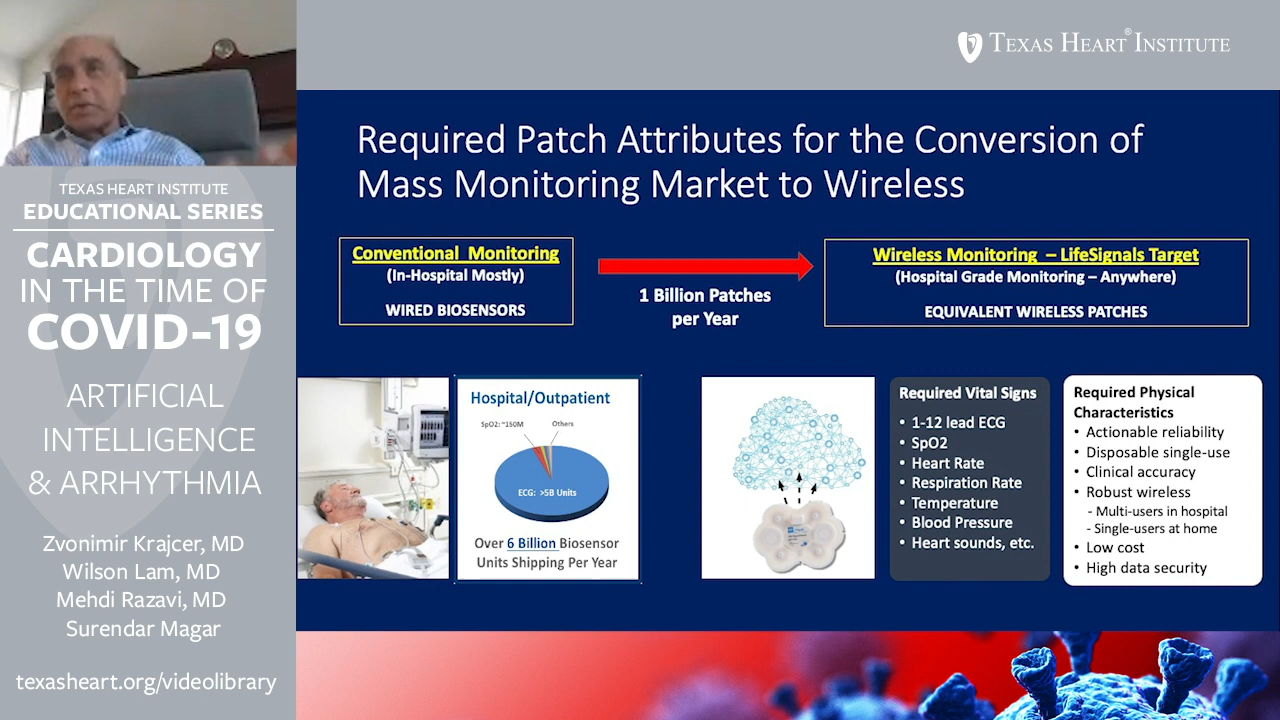 TEXAS HEART® INSTITUTE
TEXAS HEART INSTITUTE
EDUCATIONAL SERIES
CARDIOLOGY
IN THE TIME OF
COVID-19
ARTIFICIAL
INTELLIGENCE
& ARRHYTHMIA
Zvonimir Krajcer, MD
Wilson Lam, MD
Mehdi Razavi, MD
Surendar Magar
texasheart.org/videolibrary
Required Patch Attributes for the Conversion of
Mass Monitoring Market to Wireless
Conventional Monitoring
(In-Hospital Mostly)
WIRED BIOSENSORS
1 Billion Patches
per Year
Wireless Monitoring – LifeSignals Target
(Hospital Grade Monitoring – Anywhere)
EQUIVALENT WIRELESS PATCHES
Hospital/Outpatient
SpO2: ~150M
Others
ECG: >5B Units
Over 6 Billion Biosensor
Units Shipping Per Year
Required Vital Signs
• 1-12 lead ECG
• SpO2
• Heart Rate
• Respiration Rate
• Temperature
• Blood Pressure
• Heart sounds, etc.
Required Physical
Characteristics
• Actionable reliability
• Disposable single-use
• Clinical accuracy
• Robust wireless
- Multi-users in hospital
- Single-users at home
• Low cost
• High data security